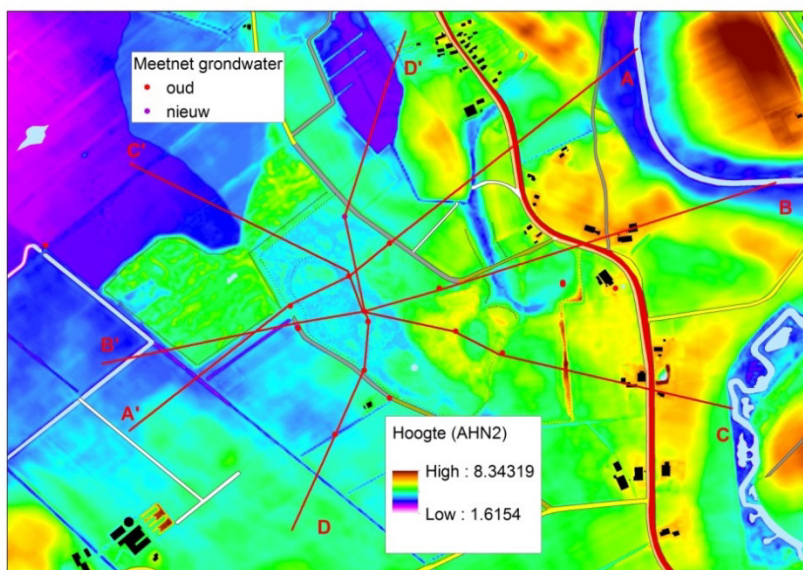 Meetnet grondwater
oud
nieuw
D'
A
C'
B
B'
A'
C
D
Hoogte (AHN2)
High : 8.34319
Low : 1.6154